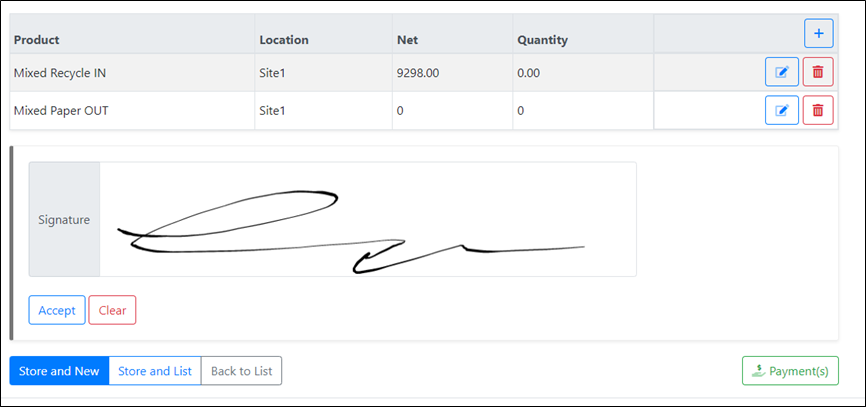 Product Location Net Quantity +
Mixed Recycle IN Site1 9298.00 0.00
Mixed Paper OUT Site1 0 0
Signature
Accept Clear
Store and New Store and List Back to List Payment(s)